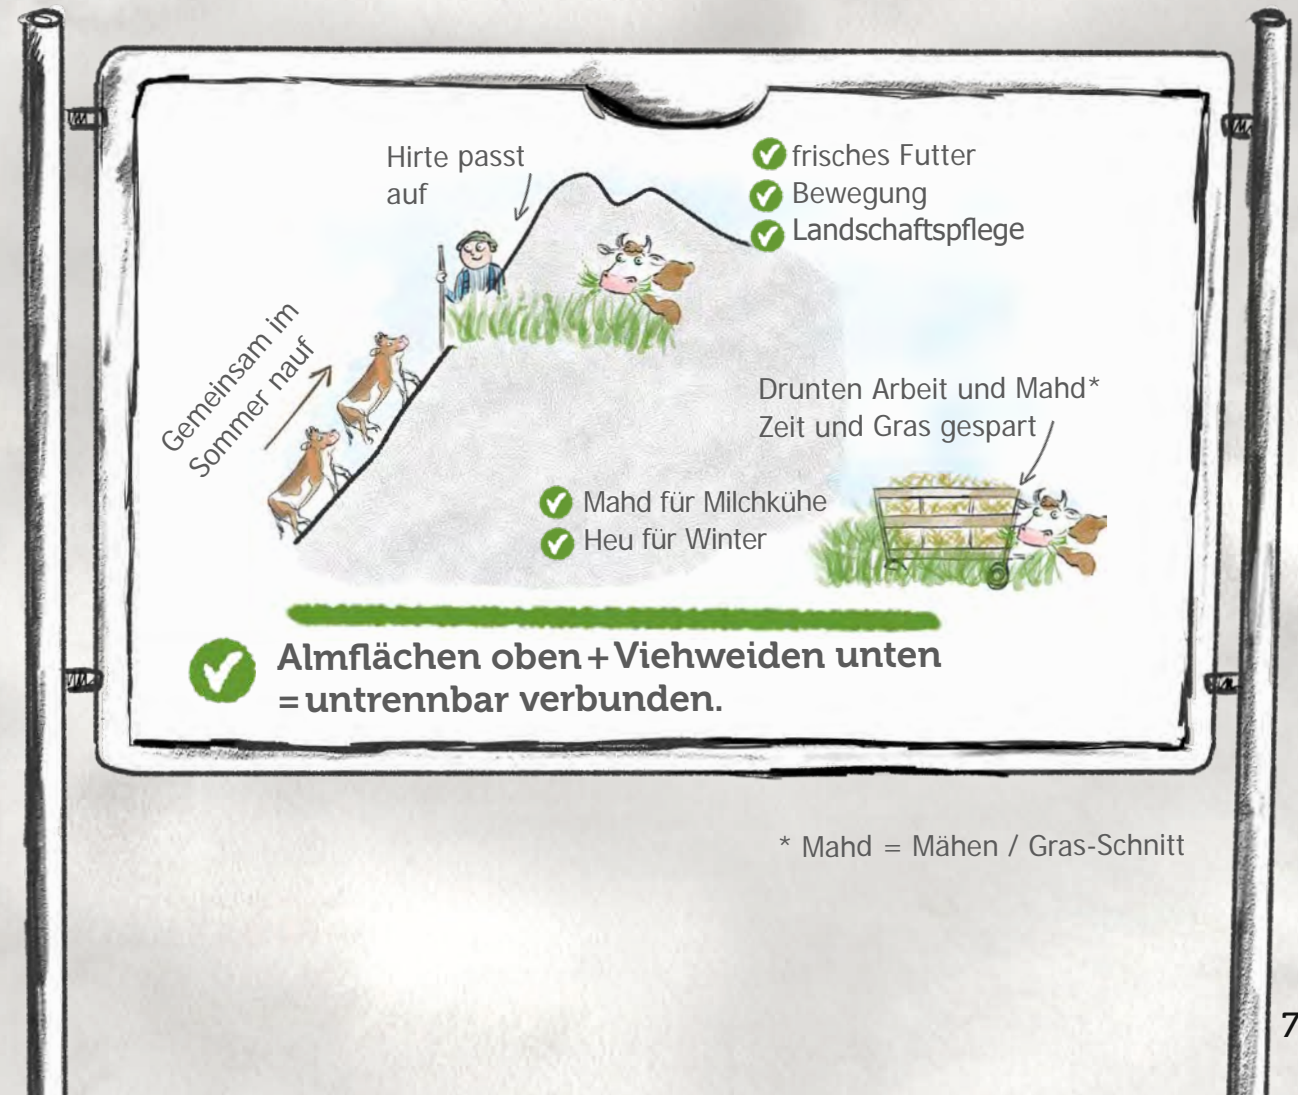 Hirte passt
auf
frisches Futter
Bewegung
Landschaftspflege
Gemeinsam im
Sommer nauf
Drunten Arbeit und Mahd*
Zeit und Gras gespart
Mahd für Milchkühe
Heu für Winter
Almflächen oben + Viehweiden unten
= untrennbar verbunden.
* Mahd = Mähen / Gras-Schnitt
7